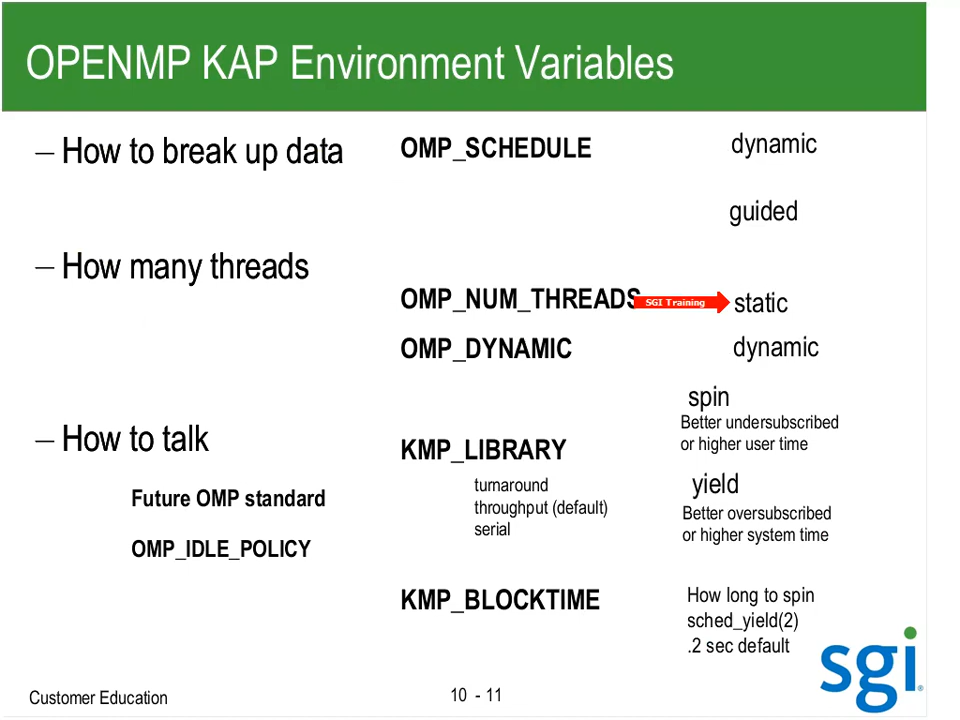 OPENMP KAP Environment Variables
– How to break up data
OMP_SCHEDULE
dynamic
guided
– How many threads
OMP_NUM_THREADS
SGI Training
static
OMP_DYNAMIC
dynamic
spin
Better undersubscribed
or higher user time
– How to talk
KMP_LIBRARY
turnaround
throughput (default)
serial
yield
Better oversubscribed
or higher system time
Future OMP standard
OMP_IDLE_POLICY
KMP_BLOCKTIME
How long to spin
sched_yield(2)
.2 sec default
sgi®
Customer Education
10 - 11